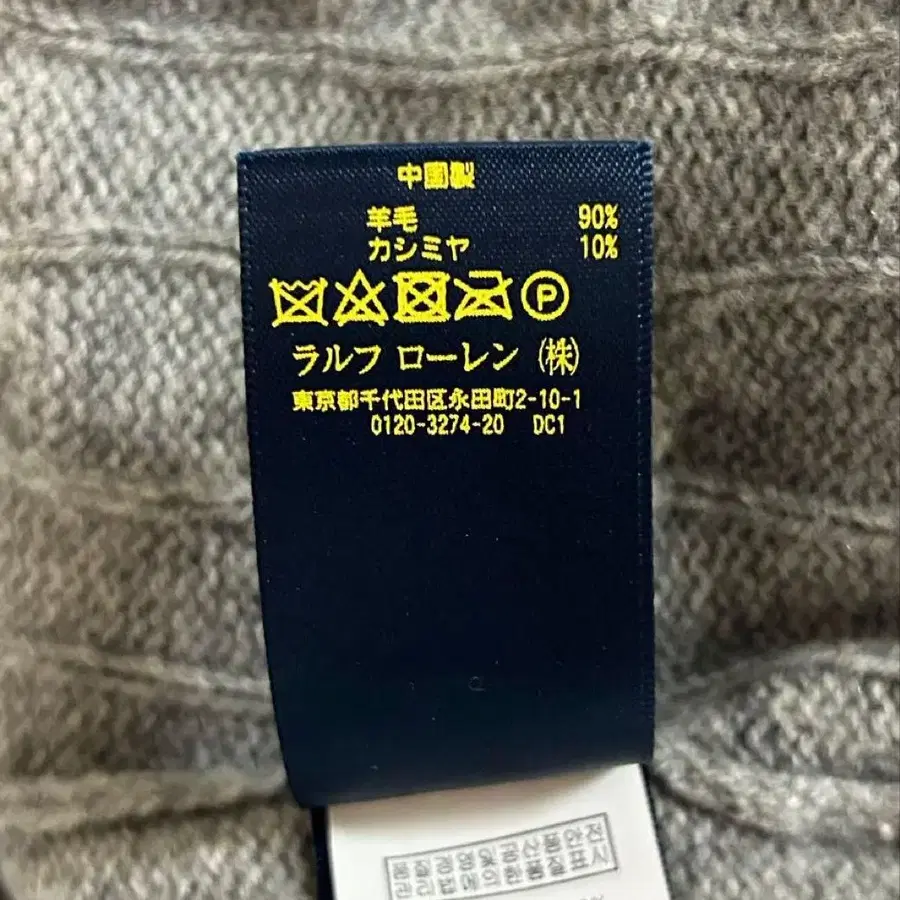 中国製
羊毛 90%
カシミヤ 10%
P
ラルフ ローレン (株)
東京都千代田区永田町2-10-1
0120-3274-20 DC1